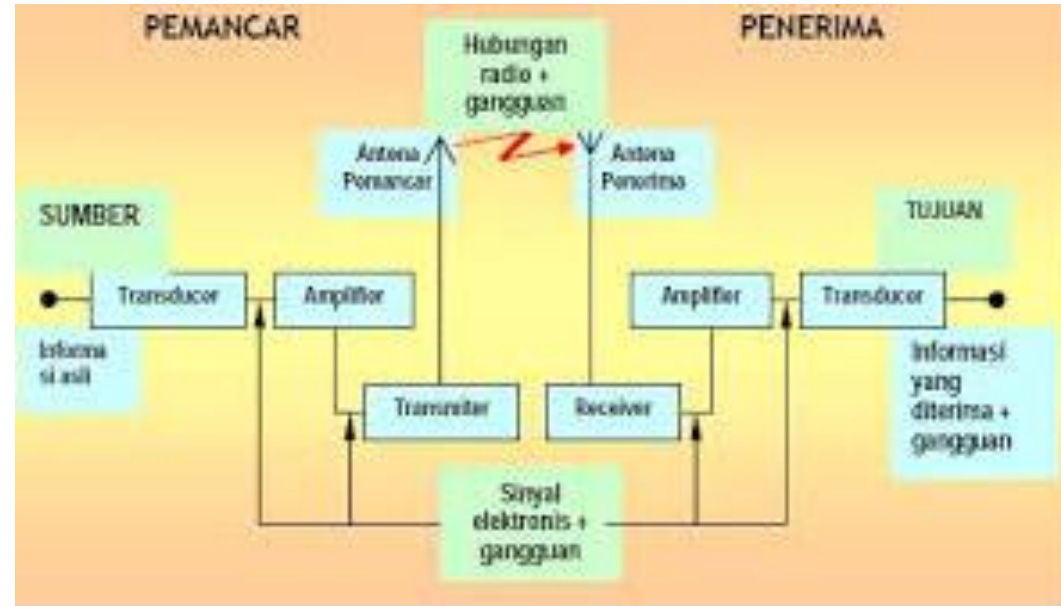 PEMANCAR
PENERIMA
Hubungan
radio +
gangguan
Antena
Pemancar
Antena
Penerima
SUMBER
TUJUAN
Transducer
Amplifier
Amplifier
Transducer
Informa
si asli
Informasi
yang
diterima +
gangguan
Transmiter
Receiver
Sinyal
elektronis +
gangguan